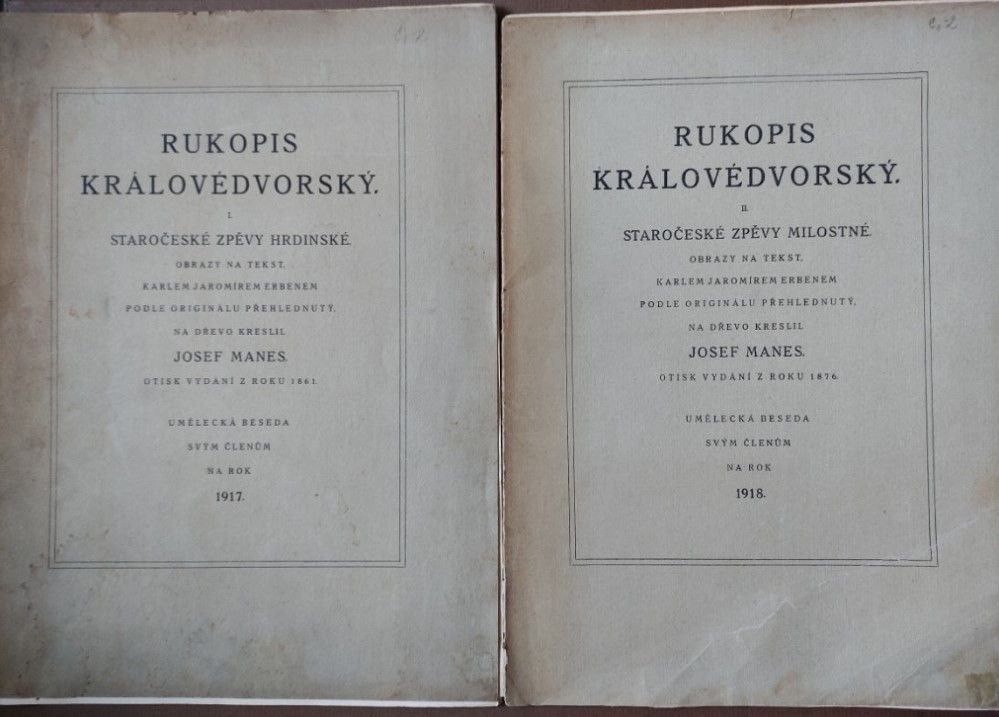 RUKOPIS
KRÁLOVÉDVORSKÝ.
I.
STAROČESKÉ ZPĚVY HRDINSKÉ.
OBRAZY NA TEKST,
KARLEM JAROMÍREM ERBENEM
PODLE ORIGINÁLU PŘEHLEDNUTÝ,
NA DŘEVO KRESLIL
JOSEF MANES.
OTISK VYDÁNÍ Z ROKU 1861.
UMĚLECKÁ BESEDA
SVÝM ČLENŮM
NA ROK
1917.
RUKOPIS
KRÁLOVÉDVORSKÝ.
II.
STAROČESKÉ ZPĚVY MILOSTNÉ.
OBRAZY NA TEKST,
KARLEM JAROMÍREM ERBENEM
PODLE ORIGINÁLU PŘEHLEDNUTÝ,
NA DŘEVO KRESLIL
JOSEF MANES.
OTISK VYDÁNÍ Z ROKU 1876.
UMĚLECKÁ BESEDA
SVÝM ČLENŮM
NA ROK
1918.